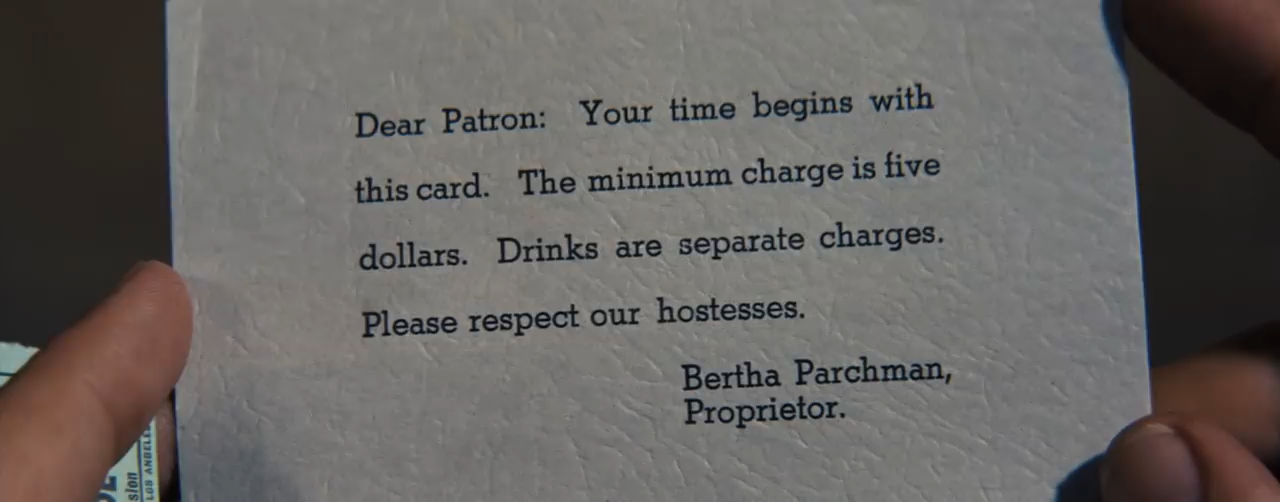 Dear Patron: Your time begins with
this card. The minimum charge is five
dollars. Drinks are separate charges.
Please respect our hostesses.
Bertha Parchman,
Proprietor.